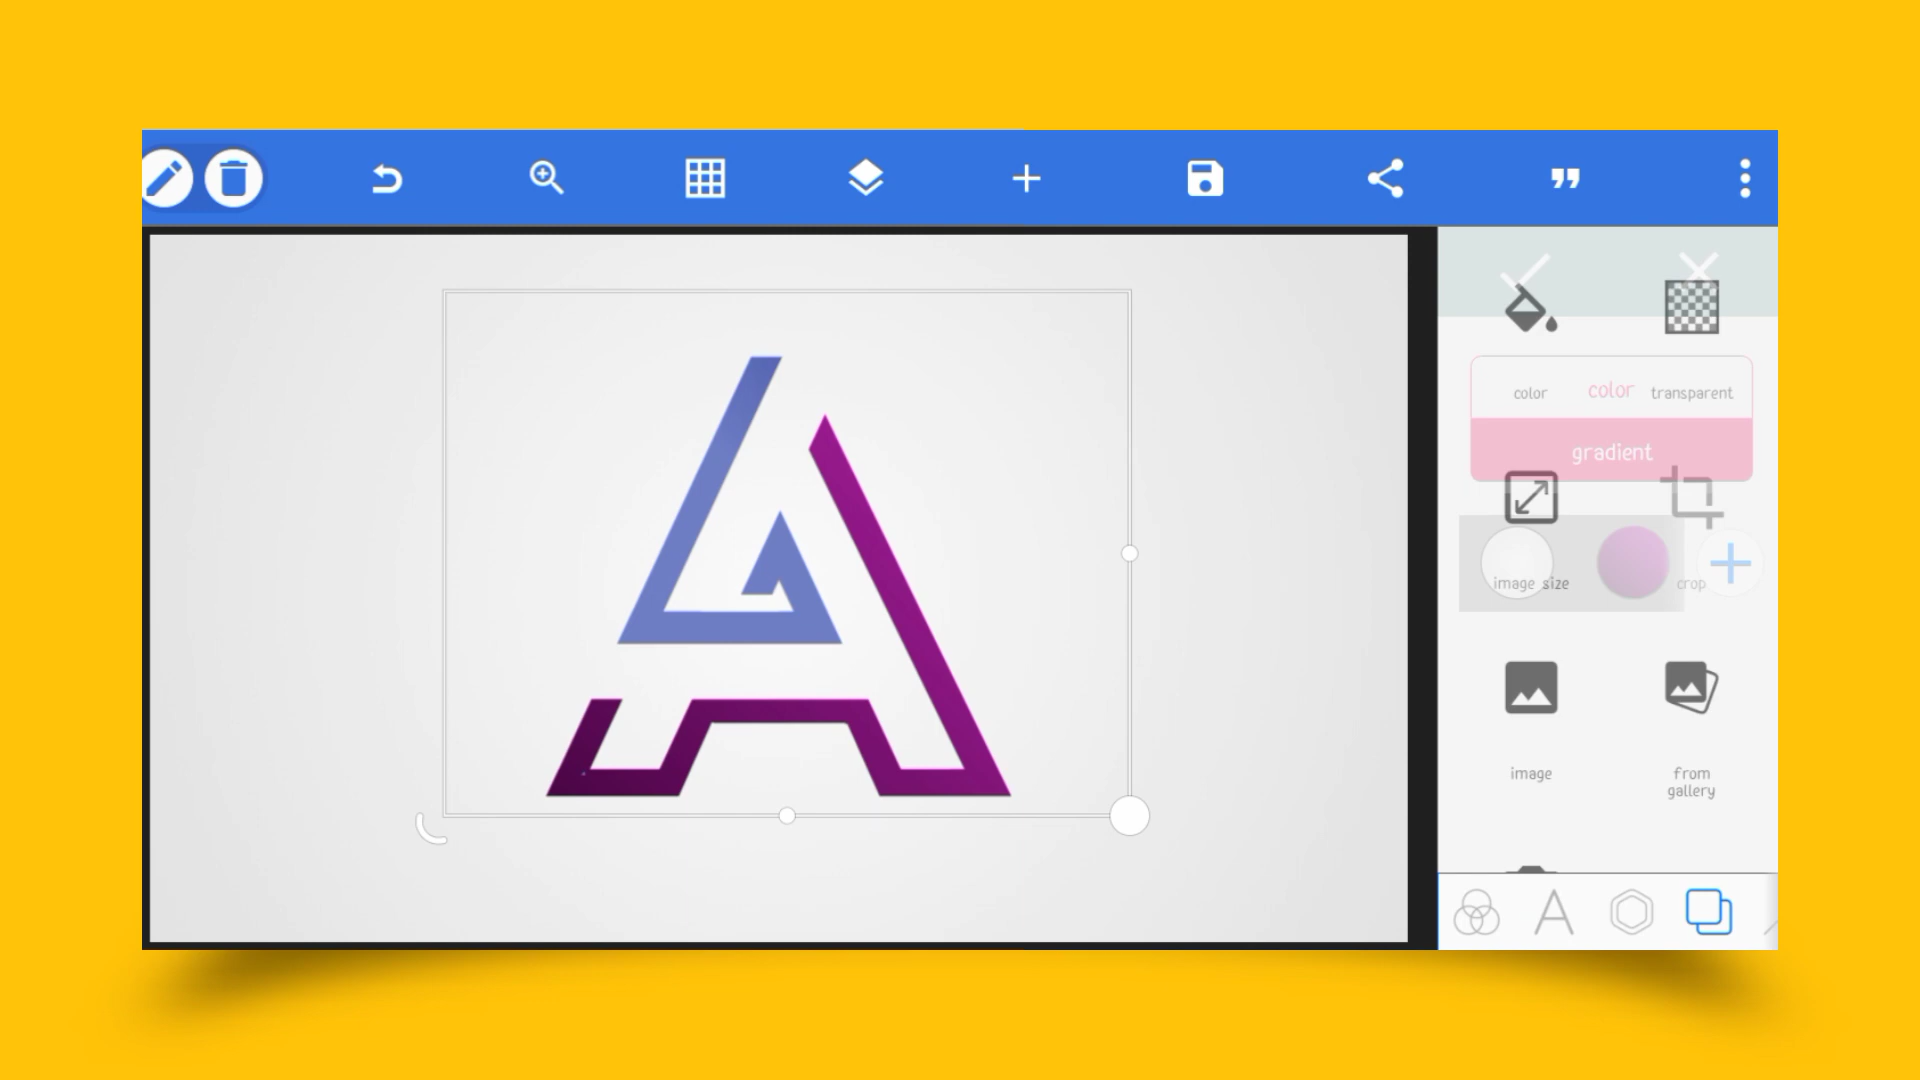 color
color
transparent
gradient
image size
crop
image
from
gallery